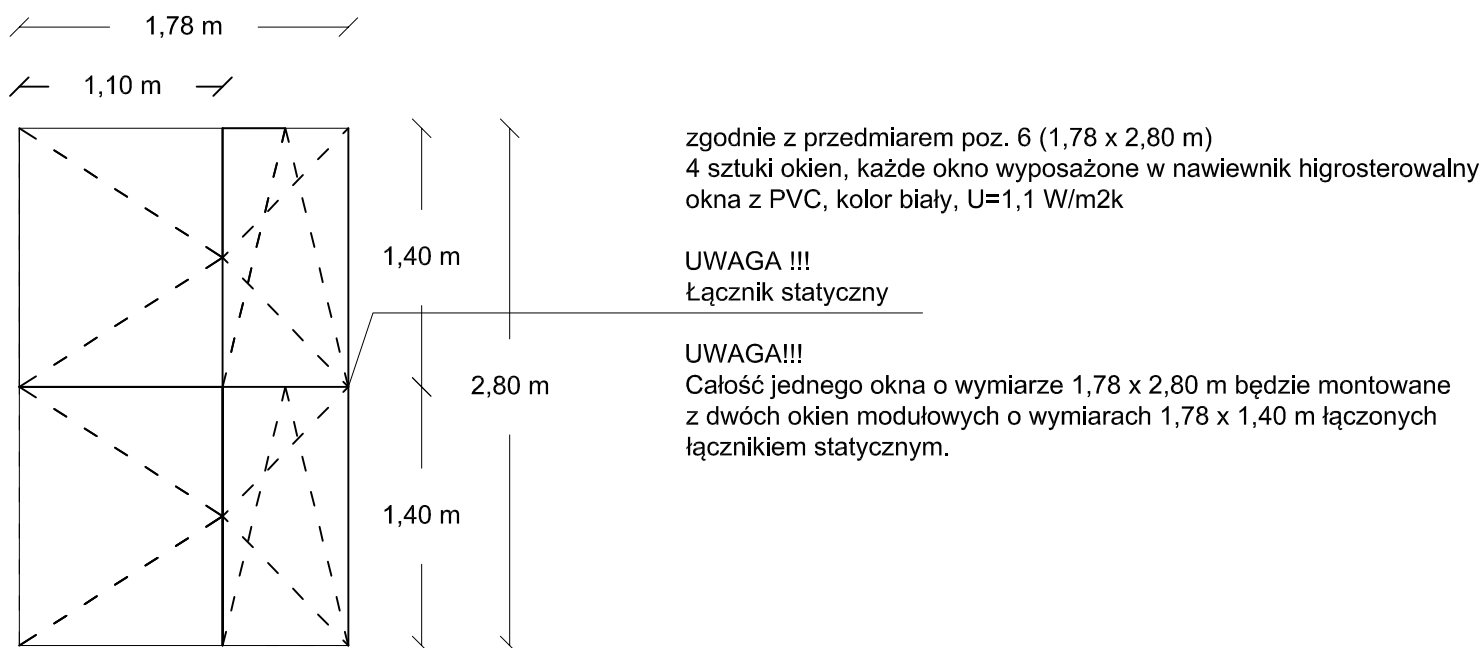 1,78 m
1,10 m
zgodnie z przedmiarem poz. 6 (1,78 x 2,80 m)
4 sztuki okien, każde okno wyposażone w nawiewnik higrosterowalny
okna z PVC, kolor biały, U=1,1 W/m2k
1,40 m
UWAGA !!!
Łącznik statyczny
UWAGA!!!
2,80 m
Całość jednego okna o wymiarze 1,78 x 2,80 m będzie montowane
z dwóch okien modułowych o wymiarach 1,78 x 1,40 m łączonych
łącznikiem statycznym.
1,40 m